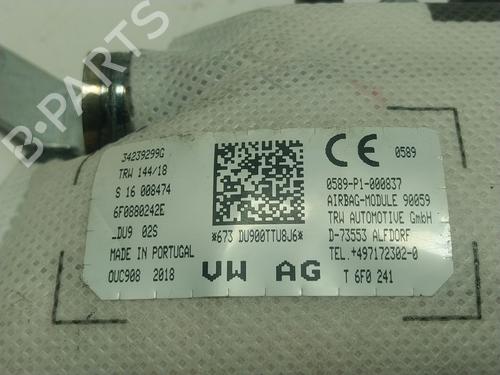 B-PARTS
34239299G
TRW 144/18
S 16 008474
6F0880242E
_DU9 02S
MADE IN PORTUGAL
OUC908 2018
*673 DU900TTU8J6*
VW AG
CE 0589
0589-P1-000837
AIRBAG-MODULE 90059
TRW AUTOMOTIVE GmbH
D-73553 ALFDORF
TEL.+497172302-0
T 6F0 241